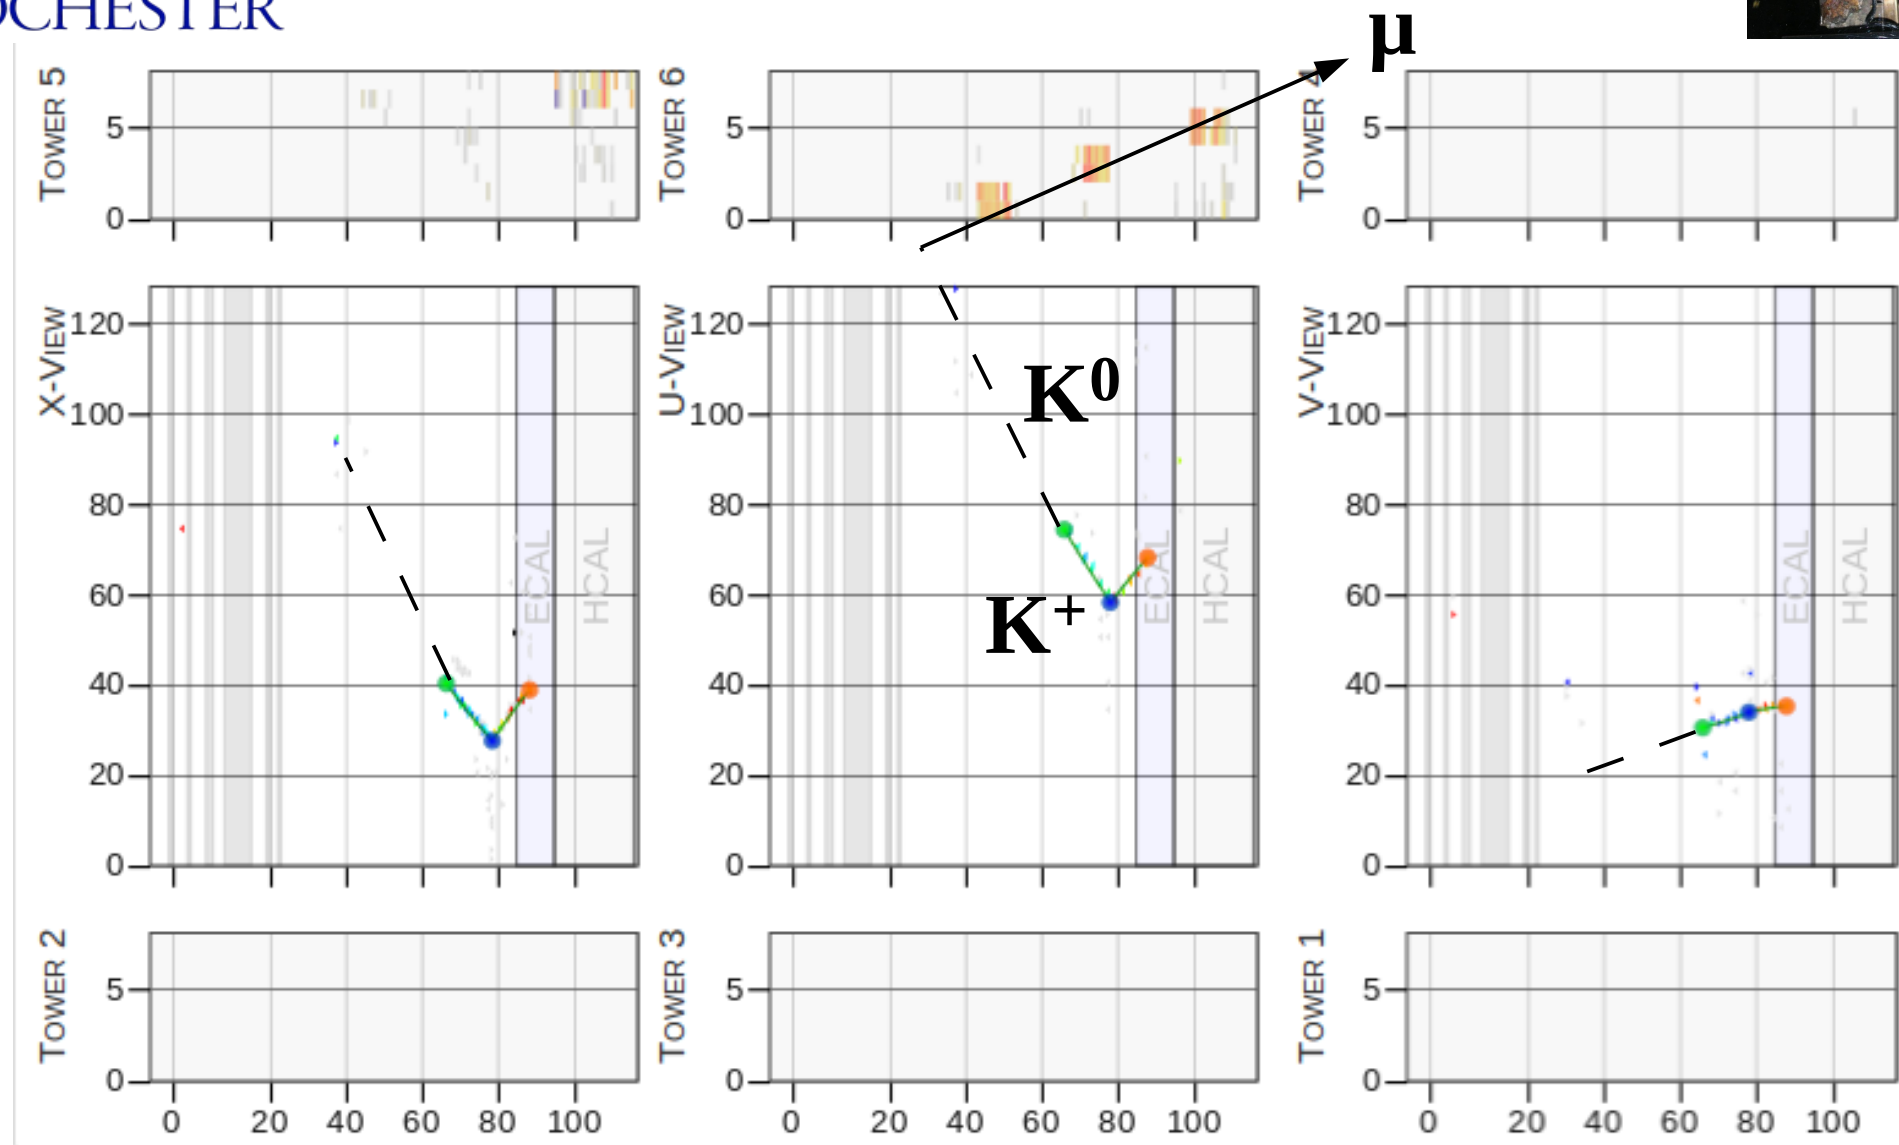 OCHESTER
μ
TOWER 5
5
0
TOWER 6
5
0
TOWER 4
5
0
X-VIEW
120
100
80
60
40
20
0
ECAL
HCAL
U-VIEW
120
100
80
60
40
20
0
K⁰
K⁺
ECAL
HCAL
V-VIEW
120
100
80
60
40
20
0
ECAL
HCAL
TOWER 2
5
0
0 20 40 60 80 100
TOWER 3
5
0
0 20 40 60 80 100
TOWER 1
5
0
0 20 40 60 80 100